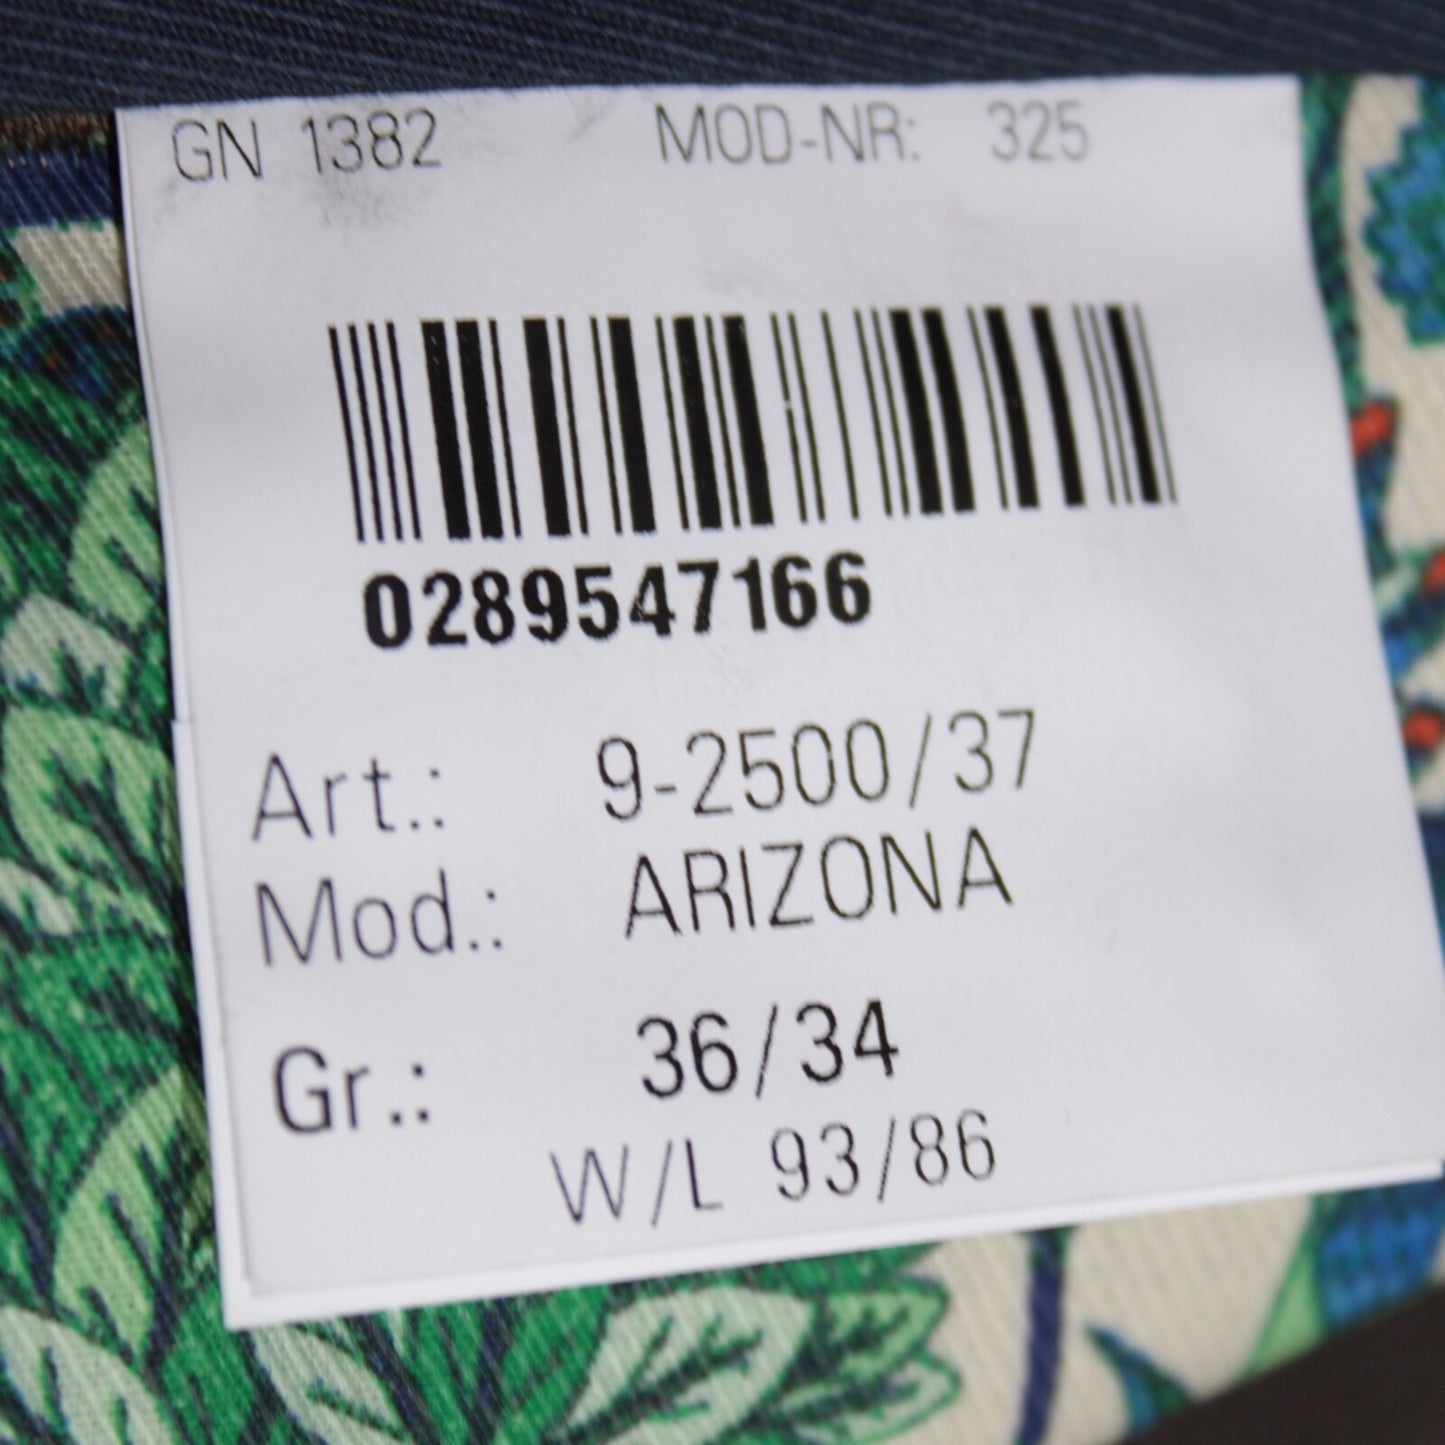 GN 1382 MOD-NR: 325
0289547166
Art.: 9-2500/37
Mod.: ARIZONA
Gr.: 36/34
W/L 93/86